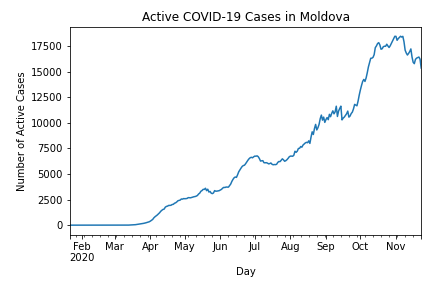 Active COVID-19 Cases in Moldova
Number of Active Cases
17500
15000
12500
10000
7500
5000
2500
0
Feb Mar Apr May Jun Jul Aug Sep Oct Nov
2020
Day